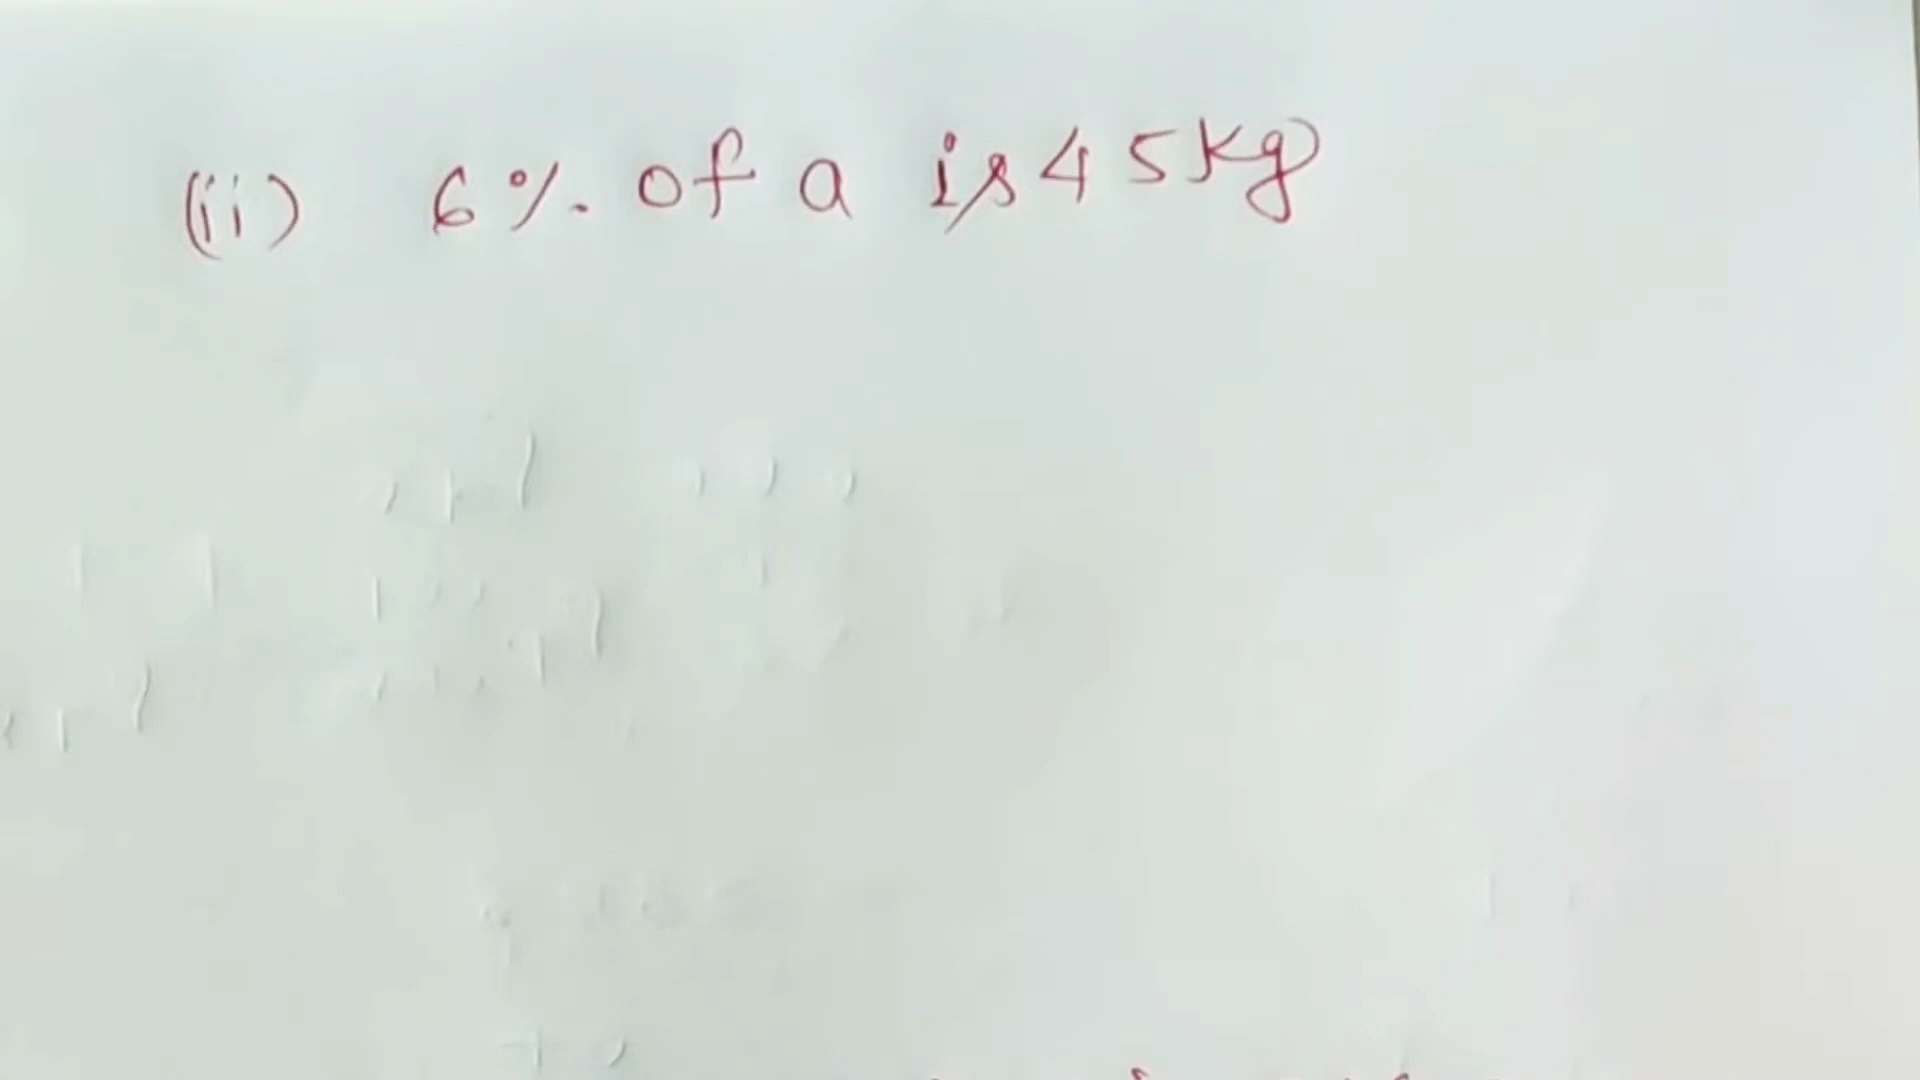 (ii) 6%. of a is 45kg